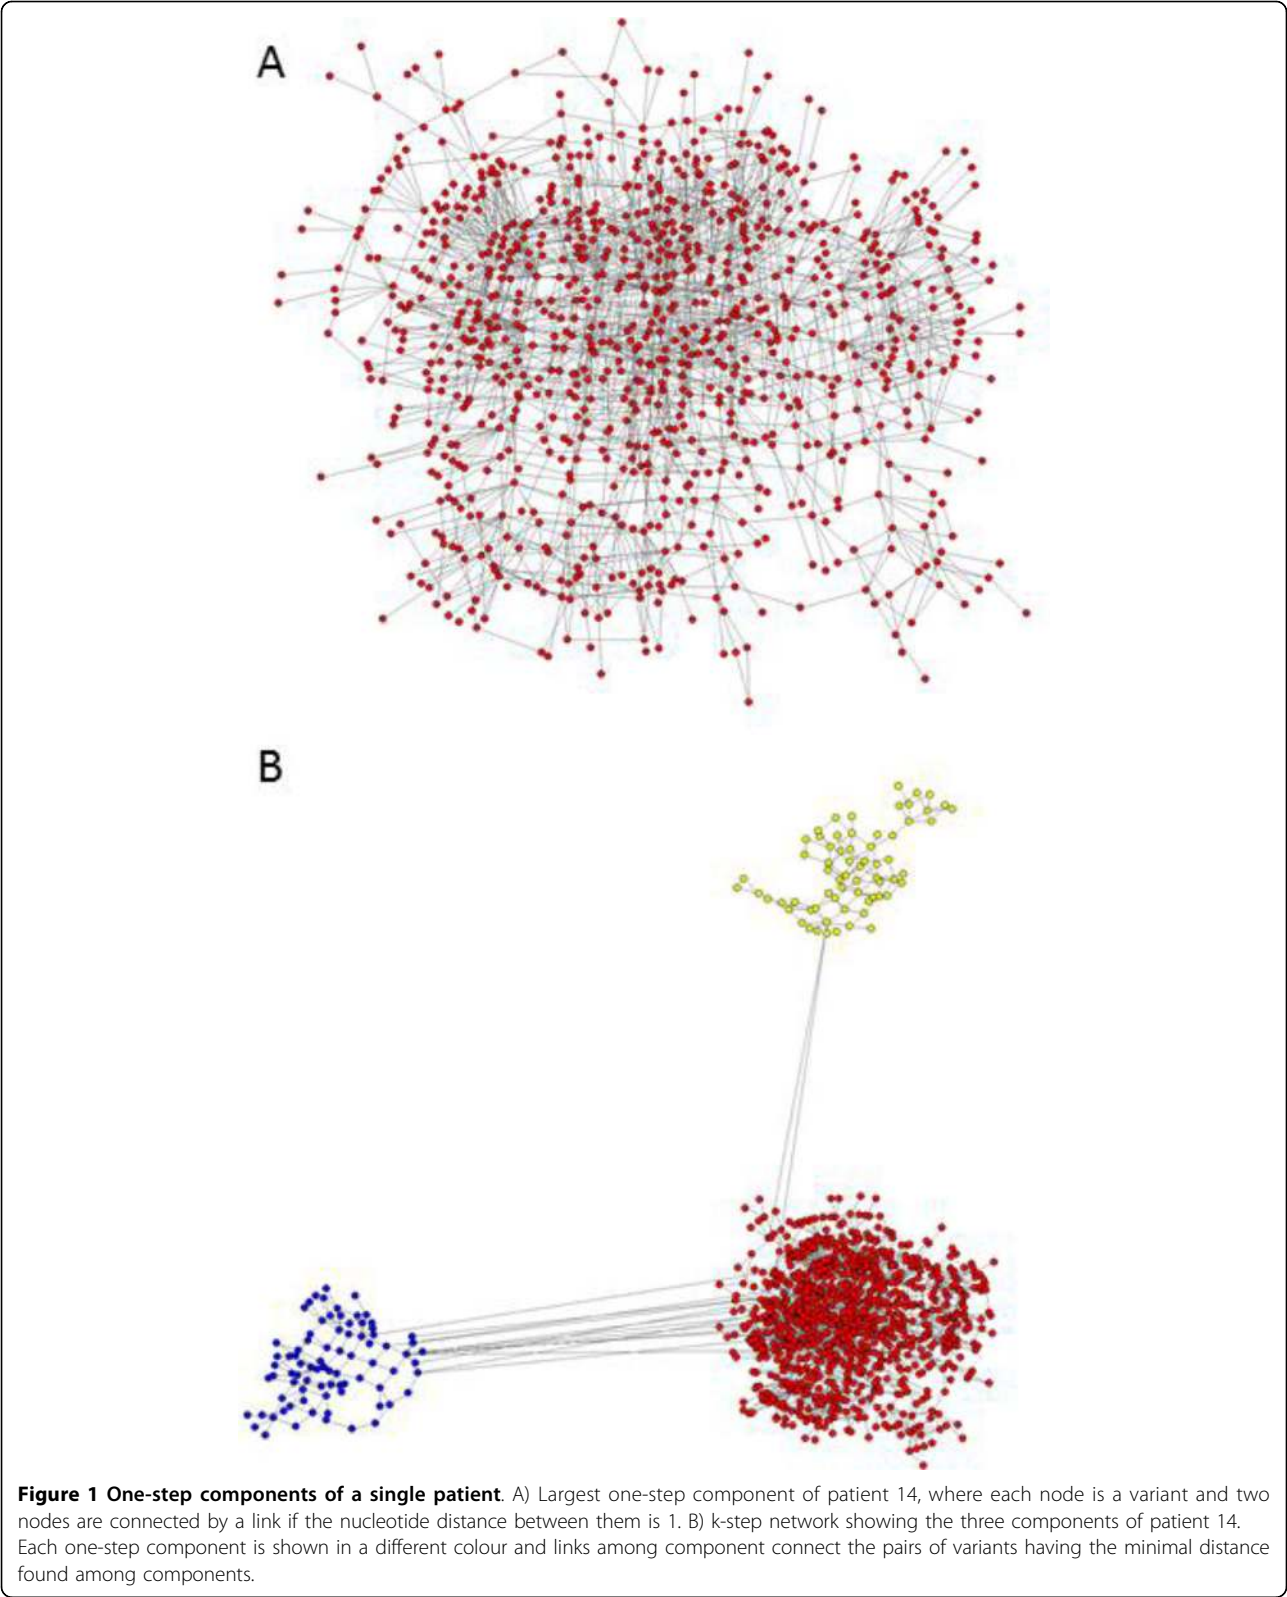 A
B
Figure 1 One-step components of a single patient. A) Largest one-step component of patient 14, where each node is a variant and two
nodes are connected by a link if the nucleotide distance between them is 1. B) k-step network showing the three components of patient 14.
Each one-step component is shown in a different colour and links among component connect the pairs of variants having the minimal distance
found among components.